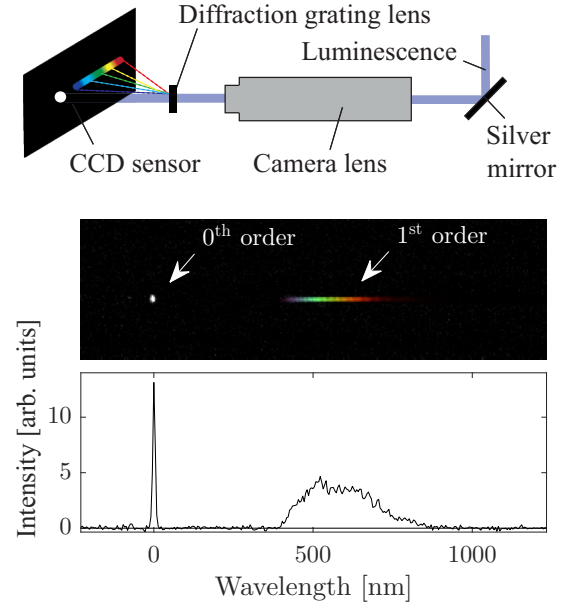 Diffraction grating lens
Luminescence
CCD sensor
Camera lens
Silver
mirror
0th order
1st order
Intensity [arb. units]
10
5
0
0
500
1000
Wavelength [nm]